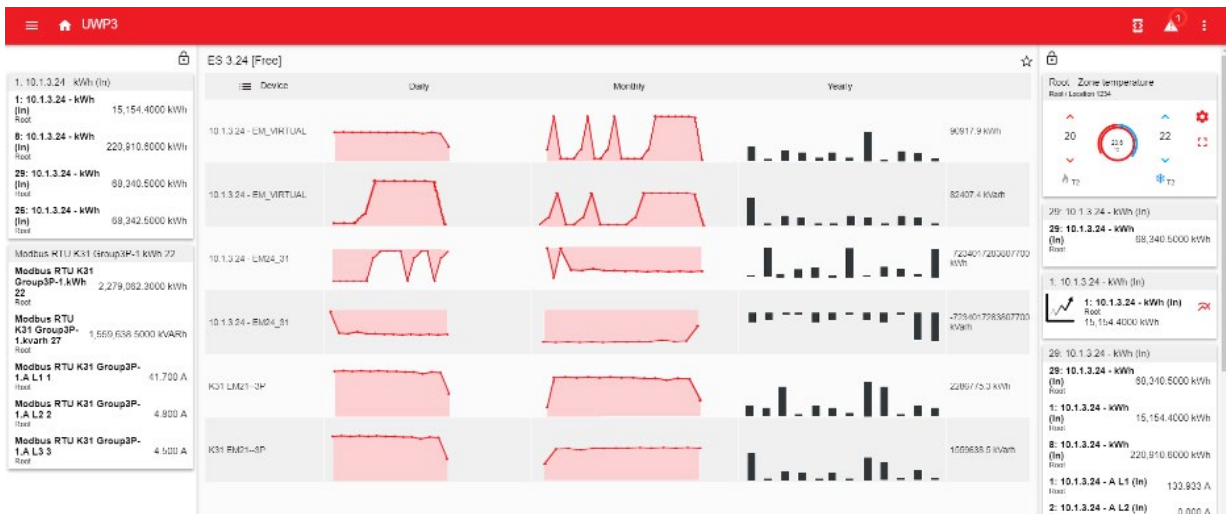 UWP3
1
1. 10.1.3.24 kWh (In)
1: 10.1.3.24 - kWh
(In)
Root
15,154.4000 kWh
8: 10.1.3.24 - kWh
(In)
Root
220,910.6000 kWh
29: 10.1.3.24 - kWh
(In)
Root
68,340.5000 kWh
26: 10.1.3.24 - kWh
(In)
Root
68,342.5000 kWh
Modbus RTU K31 Group3P-1 kWh 22
Modbus RTU K31
Group3P-1.kWh
22
Root
2,279,062.3000 kWh
Modbus RTU
K31 Group3P-
1.kvarh 27
Root
1,559,638.5000 kVARh
Modbus RTU K31 Group3P-
1.A L1 1
Root
41.700 A
Modbus RTU K31 Group3P-
1.A L2 2
Root
4.800 A
Modbus RTU K31 Group3P-
1.A L3 3
Root
4.500 A
ES 3.24 [Free]
Device Daily Monthly Yearly
10.1.3.24 - EM_VIRTUAL
90917.9 kWh
10.1.3.24 - EM_VIRTUAL
82407.4 kVarh
10.1.3.24 - EM24_31
kWh
10.1.3.24 - EM24_31
kVarh
K31 EM21--3P
2286775.3 kWh
K31 EM21--3P
1559638.5 kVarh
Root Zone temperature
Root / Location 1234
20
22
T2
T2
29: 10.1.3.24 - kWh (In)
29: 10.1.3.24 - kWh
(In)
Root
68,340.5000 kWh
1: 10.1.3.24 - kWh (In)
1: 10.1.3.24 - kWh (In)
Root
15,154.4000 kWh
29: 10.1.3.24 - kWh (In)
29: 10.1.3.24 - kWh
(In)
Root
68,340.5000 kWh
1: 10.1.3.24 - kWh
(In)
Root
15,154.4000 kWh
8: 10.1.3.24 - kWh
(In)
Root
220,910.6000 kWh
1: 10.1.3.24 - A L1 (In)
Root
133.933 A
2: 10.1.3.24 - A L2 (In)
0.000 A